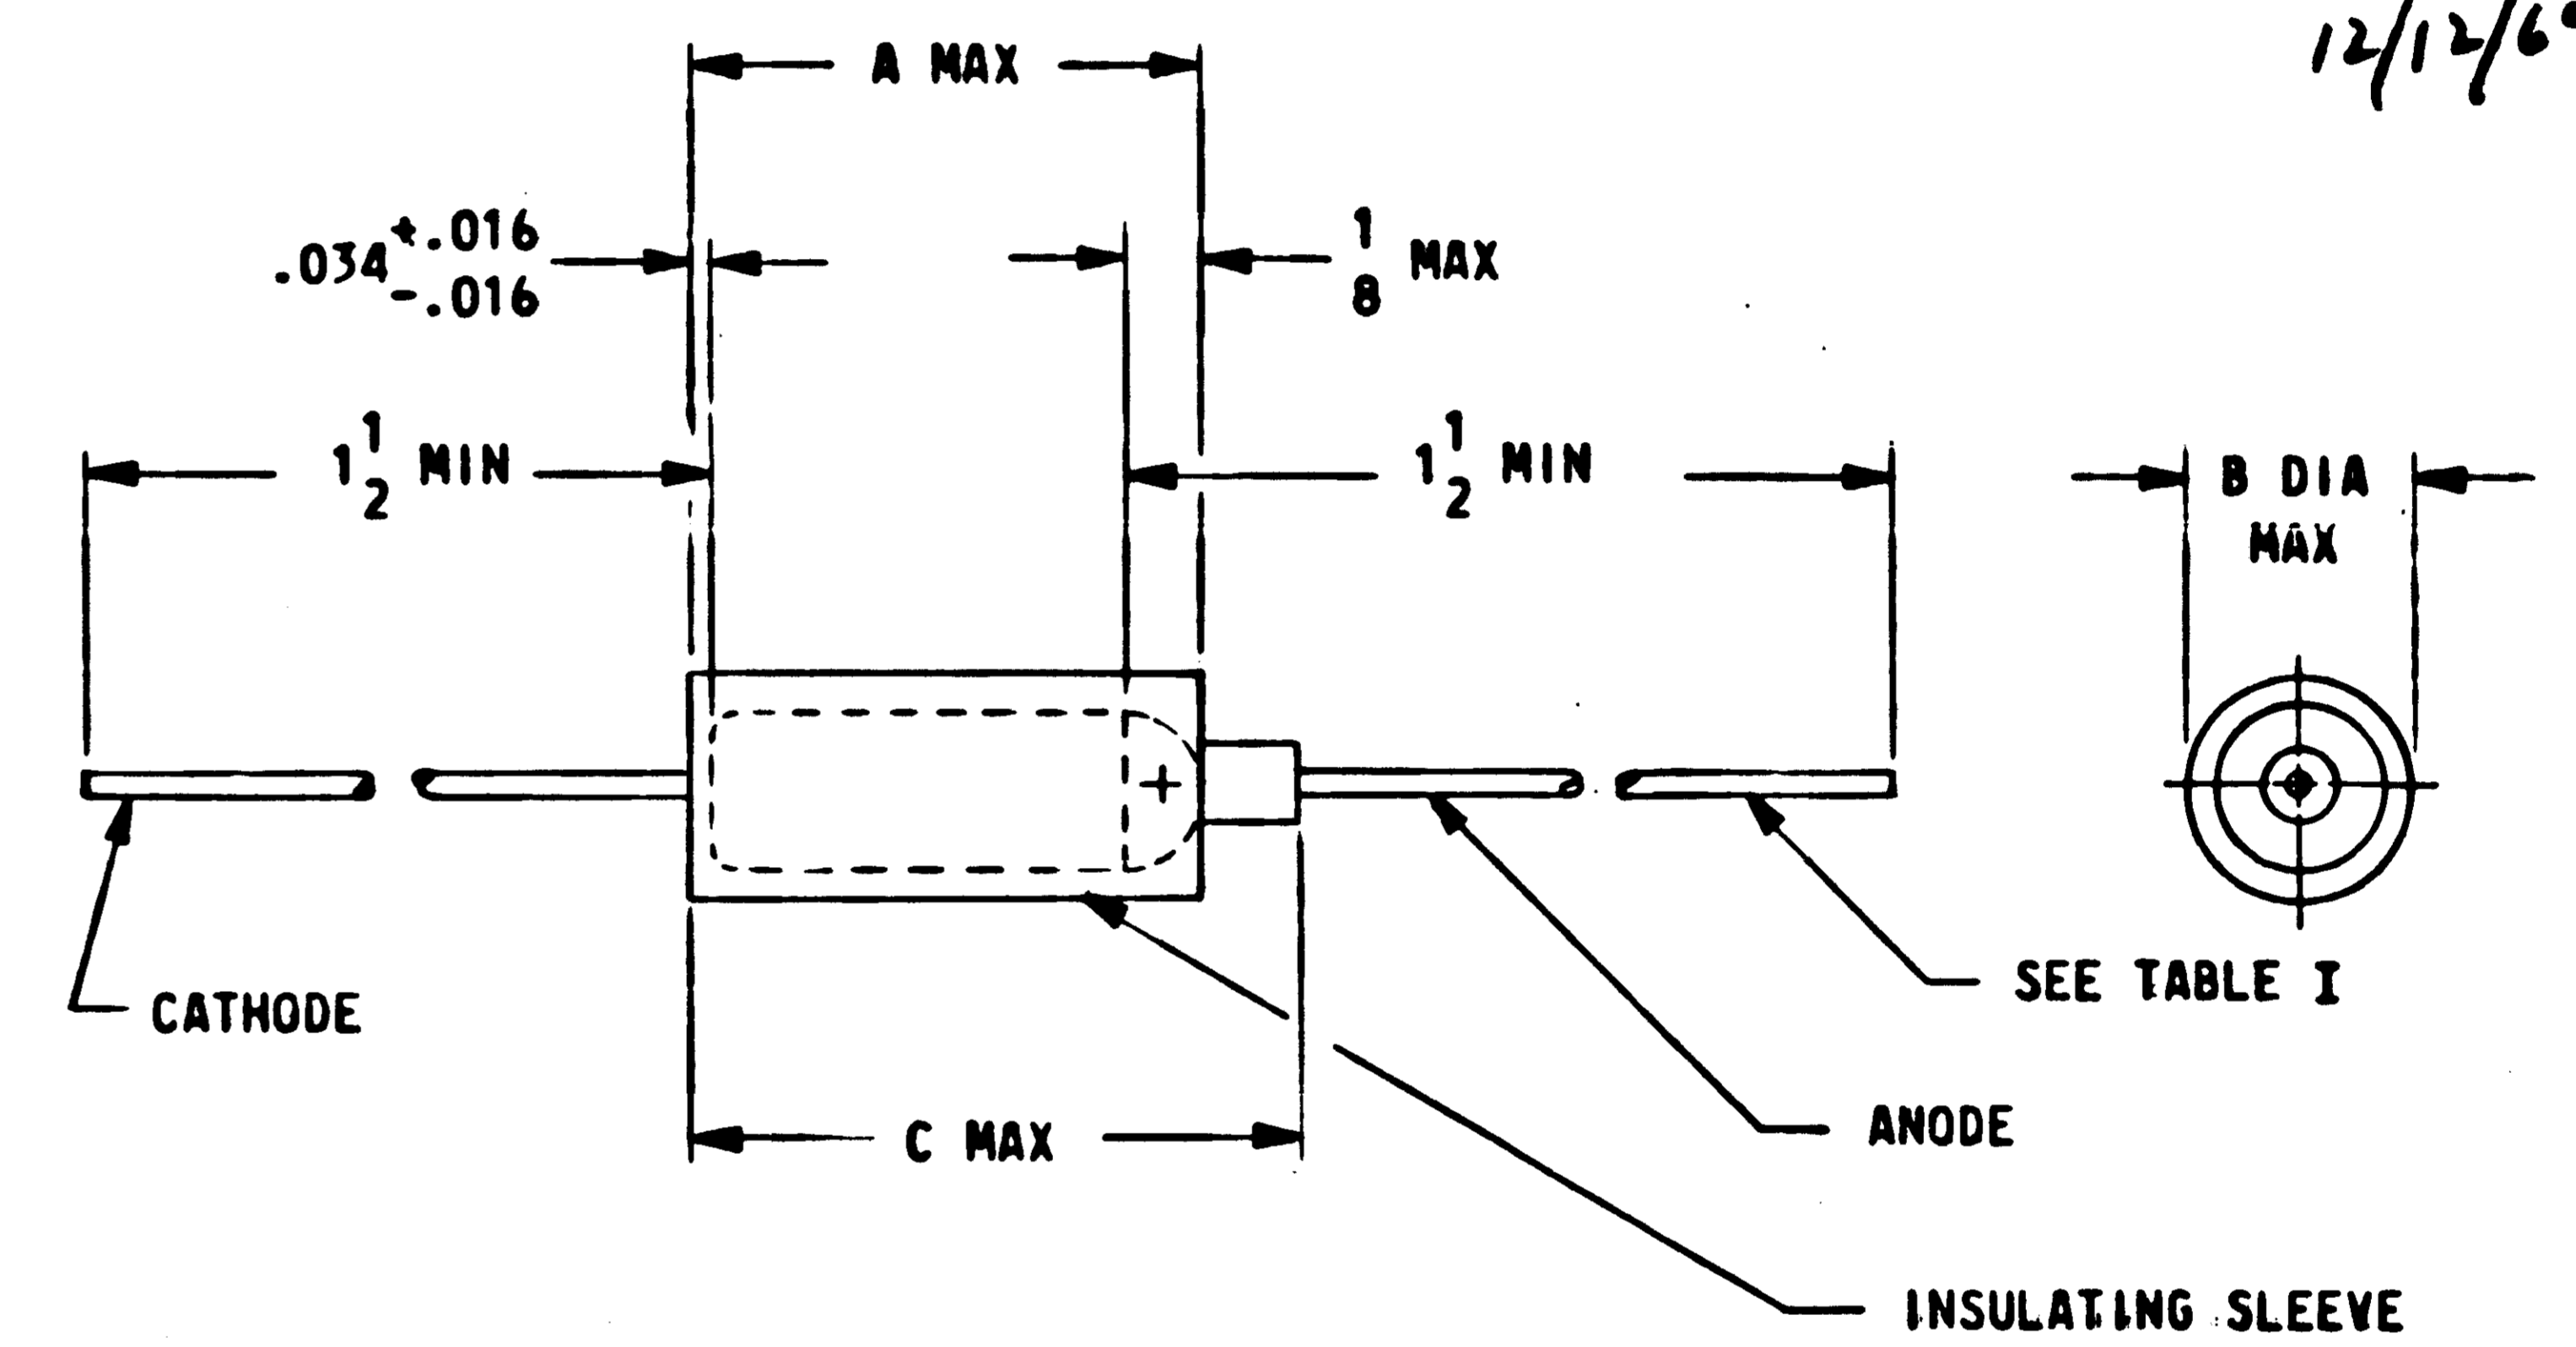 12/12/6
A MAX
.034 +.016 -.016
1/8 MAX
1 1/2 MIN
1 1/2 MIN
B DIA
MAX
+
CATHODE
SEE TABLE I
C MAX
ANODE
INSULATING SLEEVE